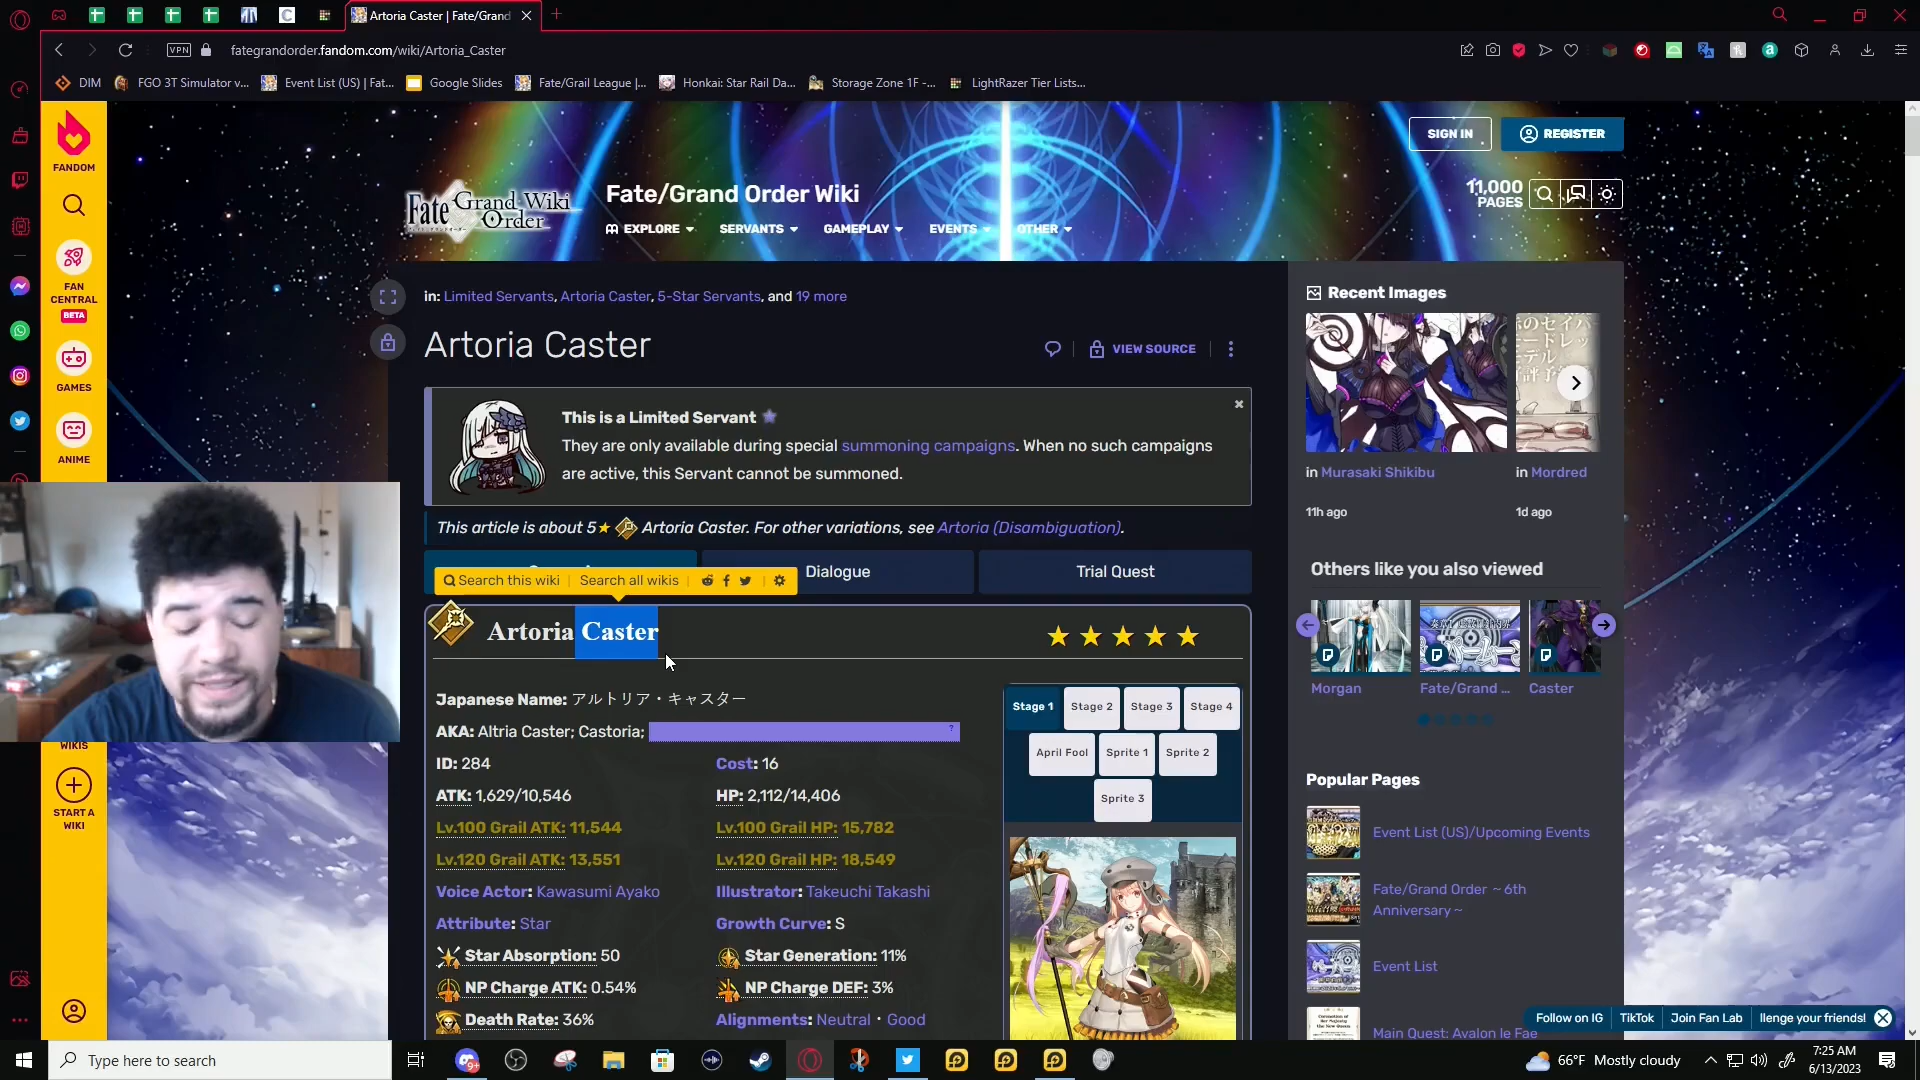 Artoria Caster | Fate/Grand
fategrandorder.fandom.com/wiki/Artoria_Caster
VPN
DIM
FGO 3T Simulator v...
Event List (US) | Fat...
Google Slides
Fate/Grail League |...
Honkai: Star Rail Da...
Storage Zone 1F -...
LightRazer Tier Lists...
FANDOM
FAN
CENTRAL
BETA
GAMES
ANIME
WIKIS
START A
WIKI
SIGN IN
REGISTER
Fate Grand Wiki
Order
Fate/Grand Order Wiki
11,000
PAGES
EXPLORE
SERVANTS
GAMEPLAY
EVENTS
OTHER
in: Limited Servants, Artoria Caster, 5-Star Servants, and 19 more
Artoria Caster
VIEW SOURCE
This is a Limited Servant
They are only available during special summoning campaigns. When no such campaigns
are active, this Servant cannot be summoned.
This article is about 5★ Artoria Caster. For other variations, see Artoria (Disambiguation).
Dialogue
Trial Quest
Search this wiki
Search all wikis
Artoria Caster
Japanese Name: アルトリア・キャスター
AKA: Altria Caster; Castoria;
?
ID: 284
Cost: 16
ATK: 1,629/10,546
HP: 2,112/14,406
Lv.100 Grail ATK: 11,544
Lv.100 Grail HP: 15,782
Lv.120 Grail ATK: 13,551
Lv.120 Grail HP: 18,549
Voice Actor: Kawasumi Ayako
Illustrator: Takeuchi Takashi
Attribute: Star
Growth Curve: S
Star Absorption: 50
Star Generation: 11%
NP Charge ATK: 0.54%
NP Charge DEF: 3%
Death Rate: 36%
Alignments: Neutral・Good
Stage 1
Stage 2
Stage 3
Stage 4
April Fool
Sprite 1
Sprite 2
Sprite 3
Recent Images
in Murasaki Shikibu
in Mordred
11h ago
1d ago
Others like you also viewed
Morgan
Fate/Grand ...
Caster
Popular Pages
Event List (US)/Upcoming Events
Fate/Grand Order ~6th
Anniversary~
Event List
Main Quest: Avalon le Fae
Follow on IG
TikTok
Join Fan Lab
llenge your friends!
Type here to search
66°F Mostly cloudy
7:25 AM
6/13/2023